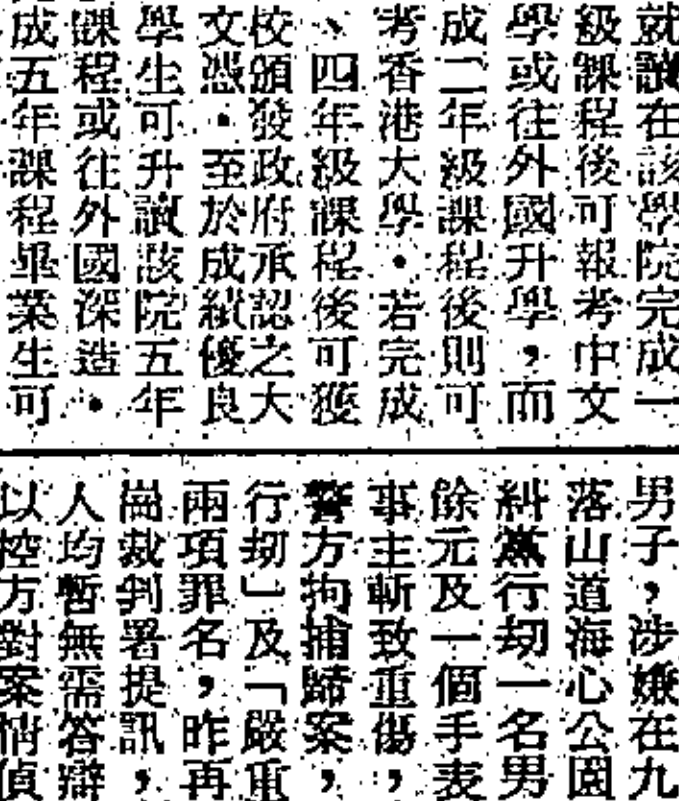 就讀在該學院完成一
級課程後可報考中文
學或往外國升學，而
成二年級課程後則可
考香港大學．若完成
、四年級課程後可獲
校頒發政府承認之大
文憑．至於成績優良
學生可升讀該院五年
課程或往外國深造．
成五年課程畢業生可
男子，涉嫌在九
落山道海心公園
糾黨行刧一名男
餘元及一個手表
事主斬致重傷，
警方拘捕歸案，
行刧」及「嚴重
兩項罪名，昨再
崗裁判署提訊，
人均暫無需答辯
以控方對案情偵